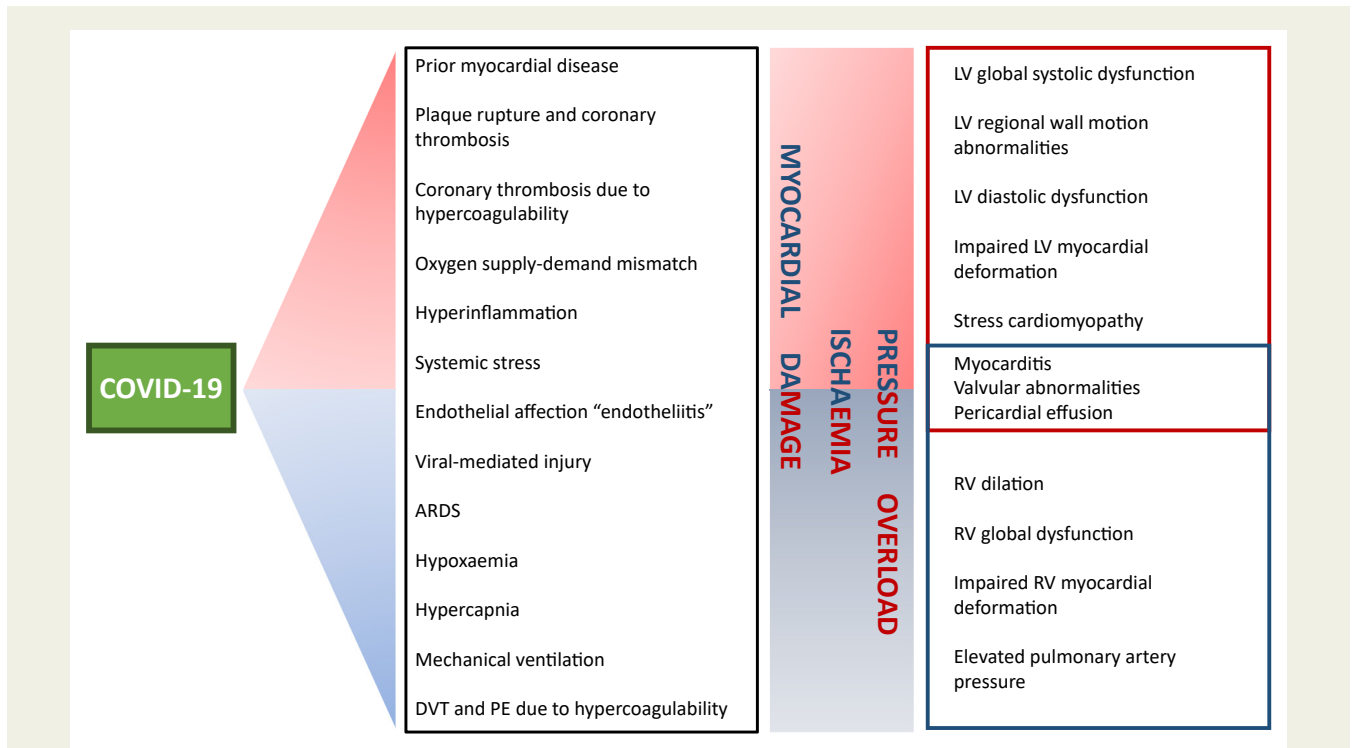 COVID-19
Prior myocardial disease
Plaque rupture and coronary
thrombosis
Coronary thrombosis due to
hypercoagulability
Oxygen supply-demand mismatch
Hyperinflammation
Systemic stress
Endothelial affection “endotheliitis”
Viral-mediated injury
ARDS
Hypoxaemia
Hypercapnia
Mechanical ventilation
DVT and PE due to hypercoagulability
MYOCARDIAL DAMAGE
ISCHAEMIA
PRESSURE OVERLOAD
LV global systolic dysfunction
LV regional wall motion
abnormalities
LV diastolic dysfunction
Impaired LV myocardial
deformation
Stress cardiomyopathy
Myocarditis
Valvular abnormalities
Pericardial effusion
RV dilation
RV global dysfunction
Impaired RV myocardial
deformation
Elevated pulmonary artery
pressure